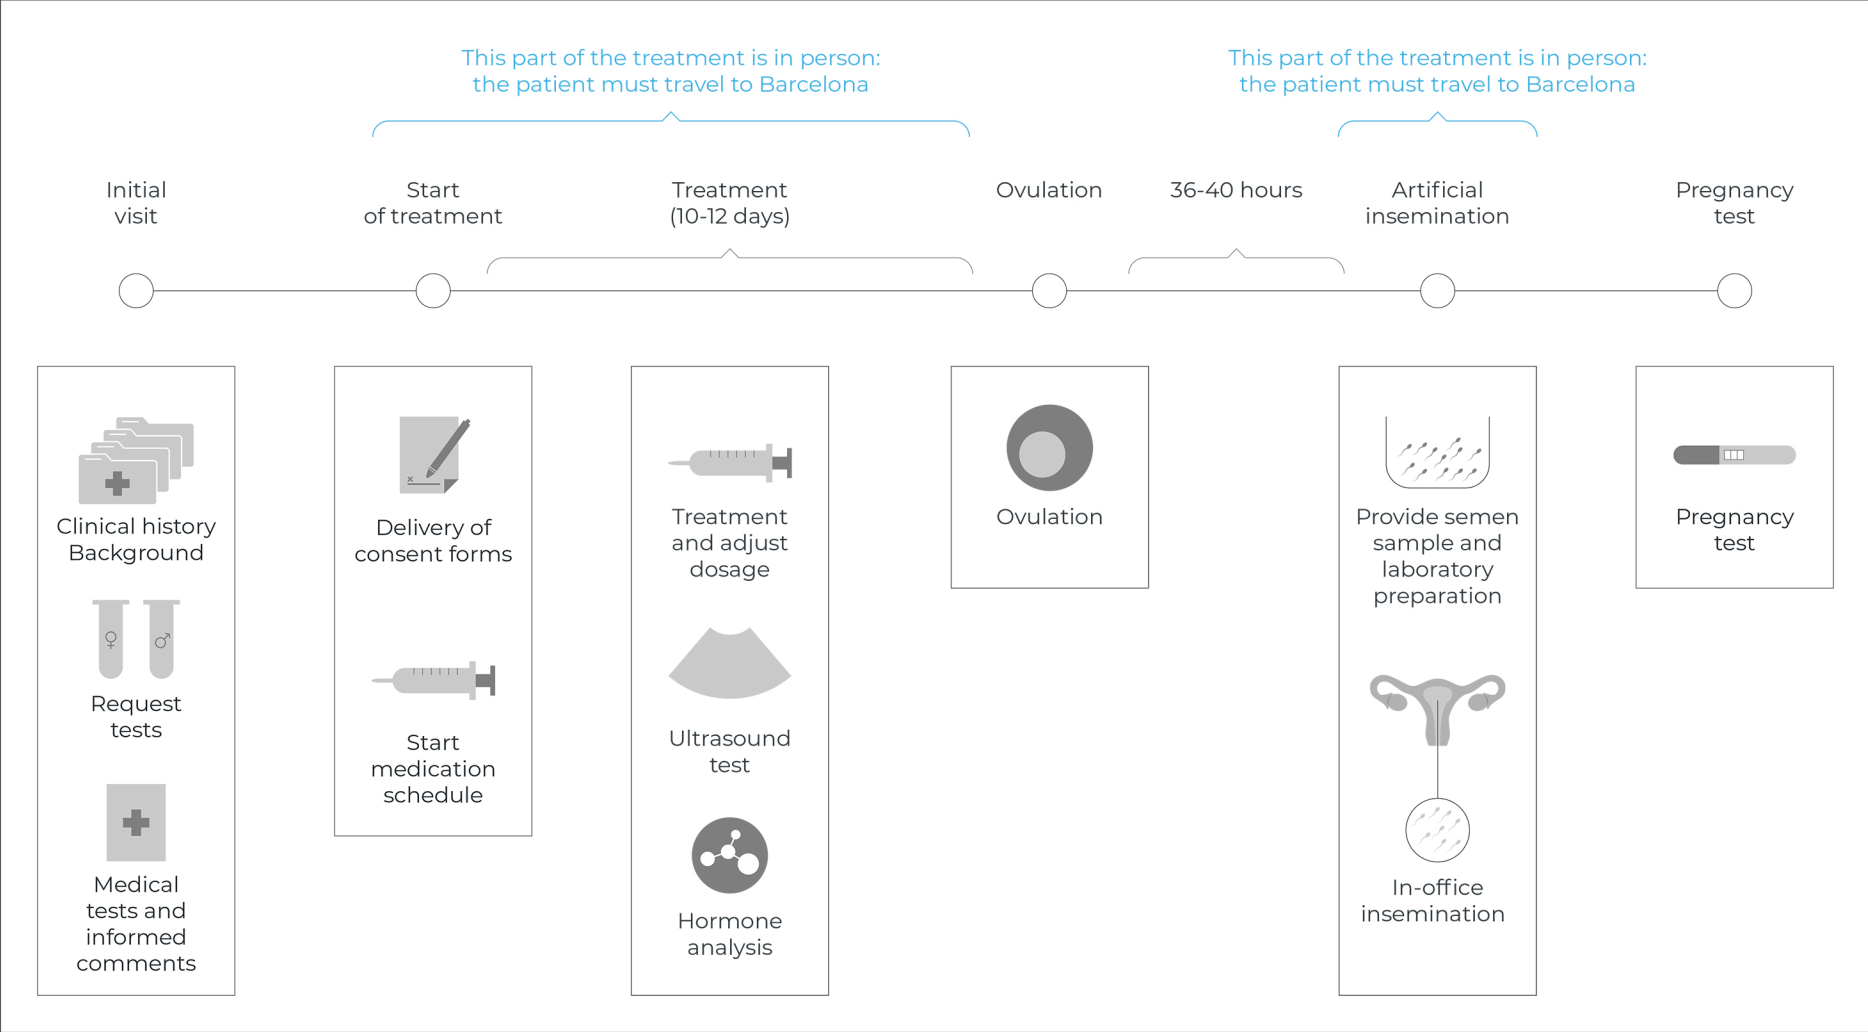 This part of the treatment is in person:
the patient must travel to Barcelona
This part of the treatment is in person:
the patient must travel to Barcelona
Initial
visit
Start
of treatment
Treatment
(10-12 days)
Ovulation
36-40 hours
Artificial
insemination
Pregnancy
test
Clinical history
Background
Request
tests
Medical
tests and
informed
comments
Delivery of
consent forms
Start
medication
schedule
Treatment
and adjust
dosage
Ultrasound
test
Hormone
analysis
Ovulation
Provide semen
sample and
laboratory
preparation
In-office
insemination
Pregnancy
test